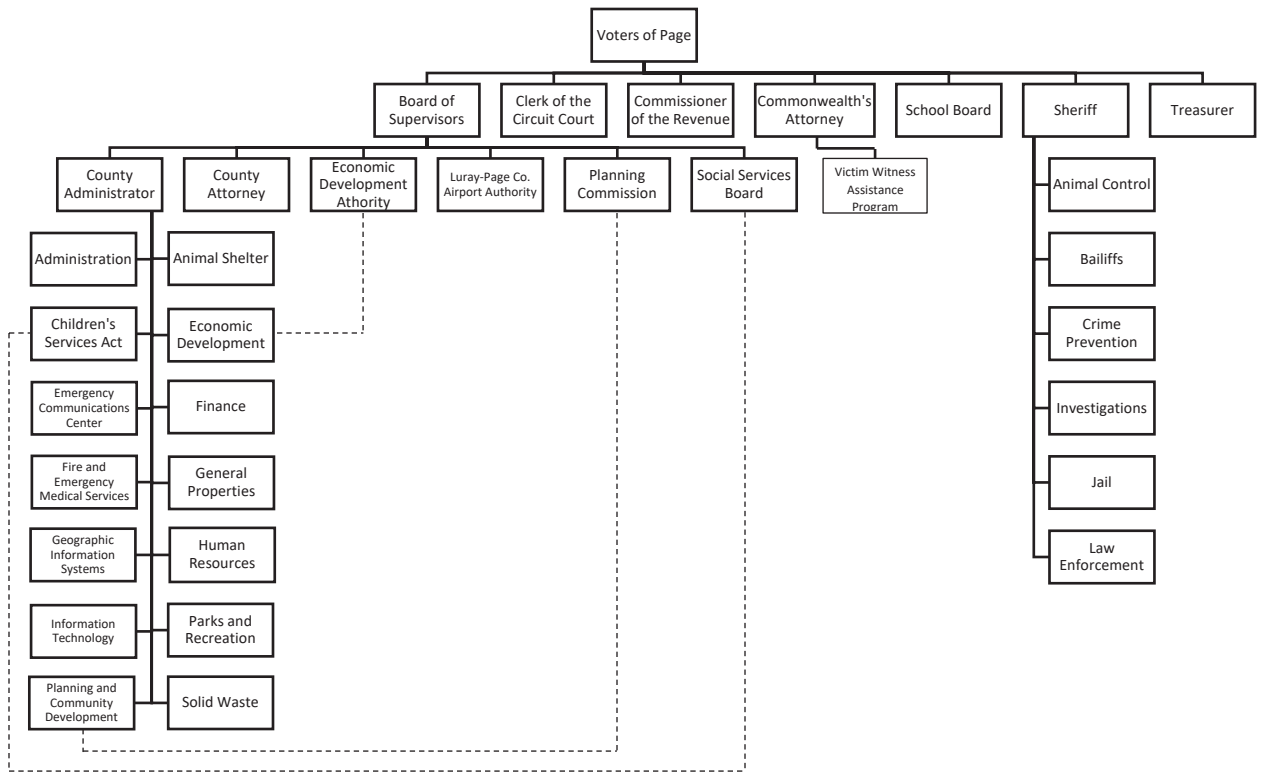 Voters of Page
Board of
Supervisors
Clerk of the
Circuit Court
Commissioner
of the Revenue
Commonwealth's
Attorney
School Board
Sheriff
Treasurer
County
Administrator
County
Attorney
Economic
Development
Athority
Luray-Page Co.
Airport Authority
Planning
Commission
Social Services
Board
Victim Witness
Assistance
Program
Animal Control
Administration
Animal Shelter
Bailiffs
Children's
Services Act
Economic
Development
Crime
Prevention
Emergency
Communications
Center
Finance
Investigations
Fire and
Emergency
Medical Services
General
Properties
Jail
Geographic
Information
Systems
Human
Resources
Law
Enforcement
Information
Technology
Parks and
Recreation
Planning and
Community
Development
Solid Waste